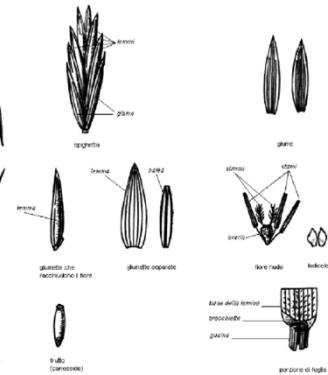 lemmi
glume
spighetta
glume
lemma
lemma
palea
stimmi
stami
ovario
glumette che
racchiudono il fiore
glumette separate
fiore nudo
lodicole
base della lamina
orecchiette
guaina
frutto
(cariosside)
porzione di foglia